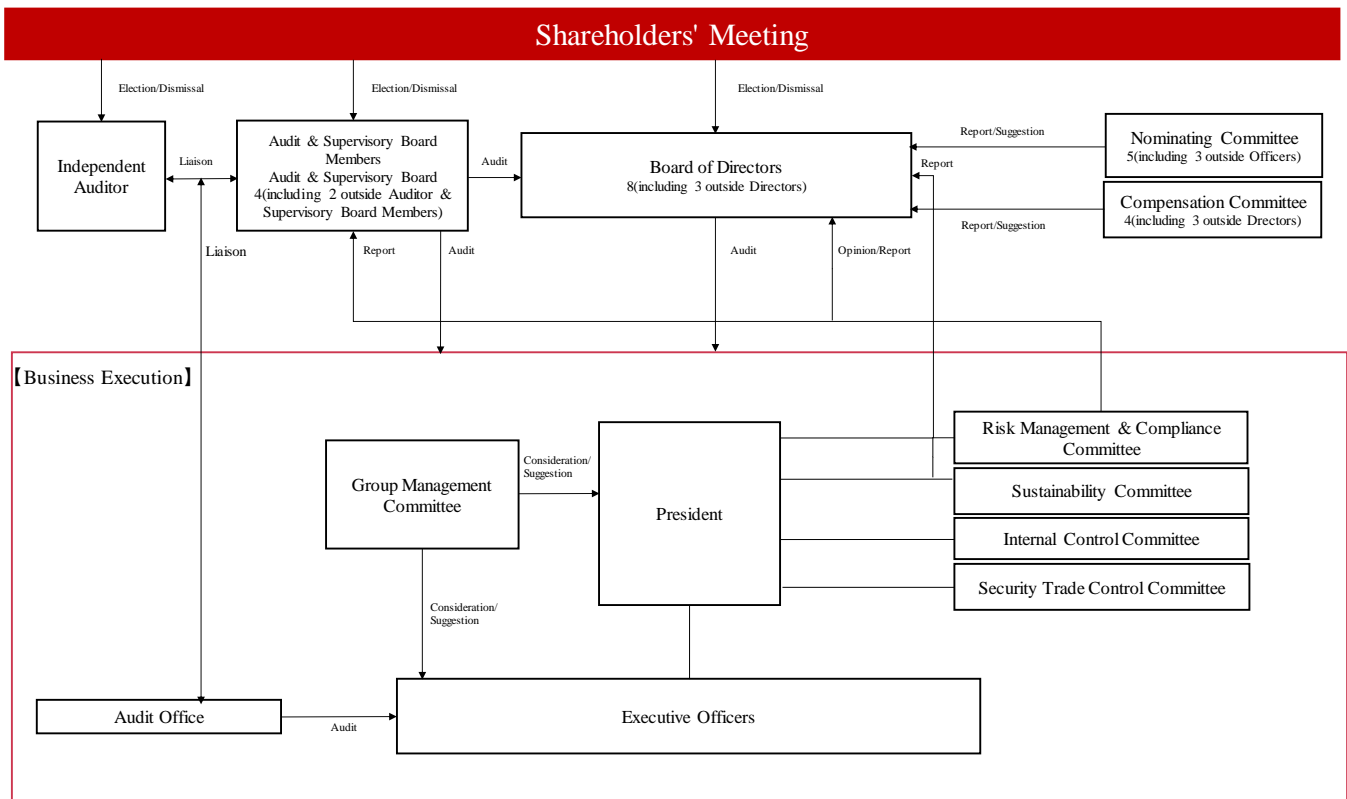 Shareholders' Meeting
Election/Dismissal
Election/Dismissal
Election/Dismissal
Independent
Auditor
Liaison
Audit & Supervisory Board
Members
Audit & Supervisory Board
4(including 2 outside Auditor &
Supervisory Board Members)
Audit
Board of Directors
8(including 3 outside Directors)
Report/Suggestion
Report
Nominating Committee
5(including 3 outside Officers)
Compensation Committee
4(including 3 outside Drectors)
Report/Suggestion
Liaison
Report
Audit
Audit
Opinion/Report
【Business Execution】
Group Management
Committee
Consideration/
Suggestion
President
Risk Management & Compliance
Committee
Sustainability Committee
Internal Control Committee
Security Trade Control Committee
Consideration/
Suggestion
Audit Office
Audit
Executive Officers